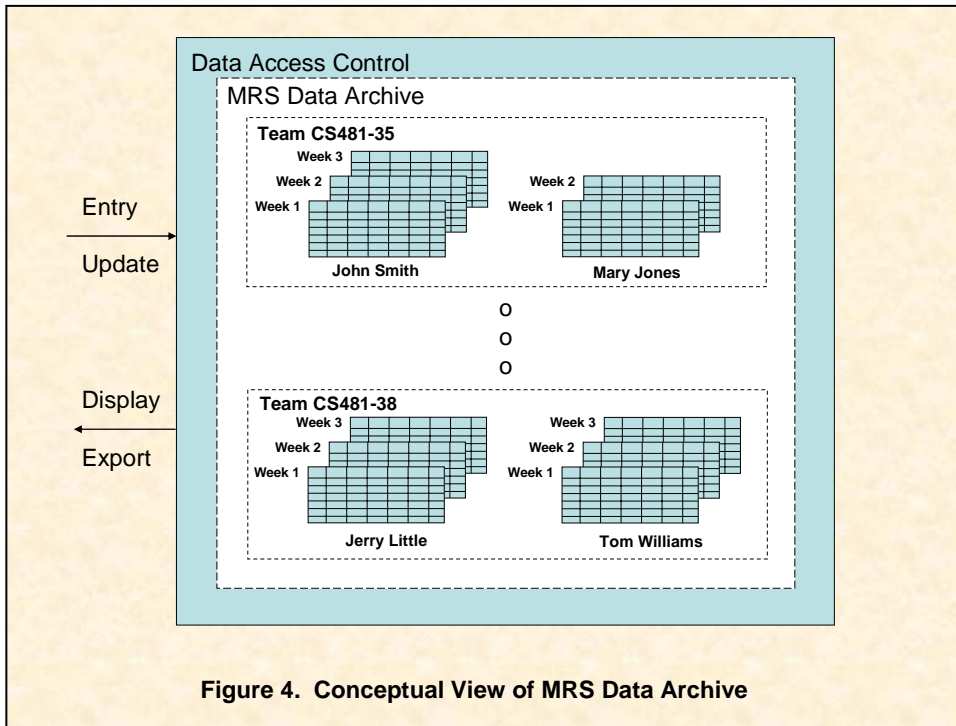 Data Access Control
MRS Data Archive
Team CS481-35
Week 3
Week 2
Week 1
John Smith
Week 2
Week 1
Mary Jones
Entry
Update
o
o
o
Display
Export
Team CS481-38
Week 3
Week 2
Week 1
Jerry Little
Week 3
Week 2
Week 1
Tom Williams
Figure 4. Conceptual View of MRS Data Archive